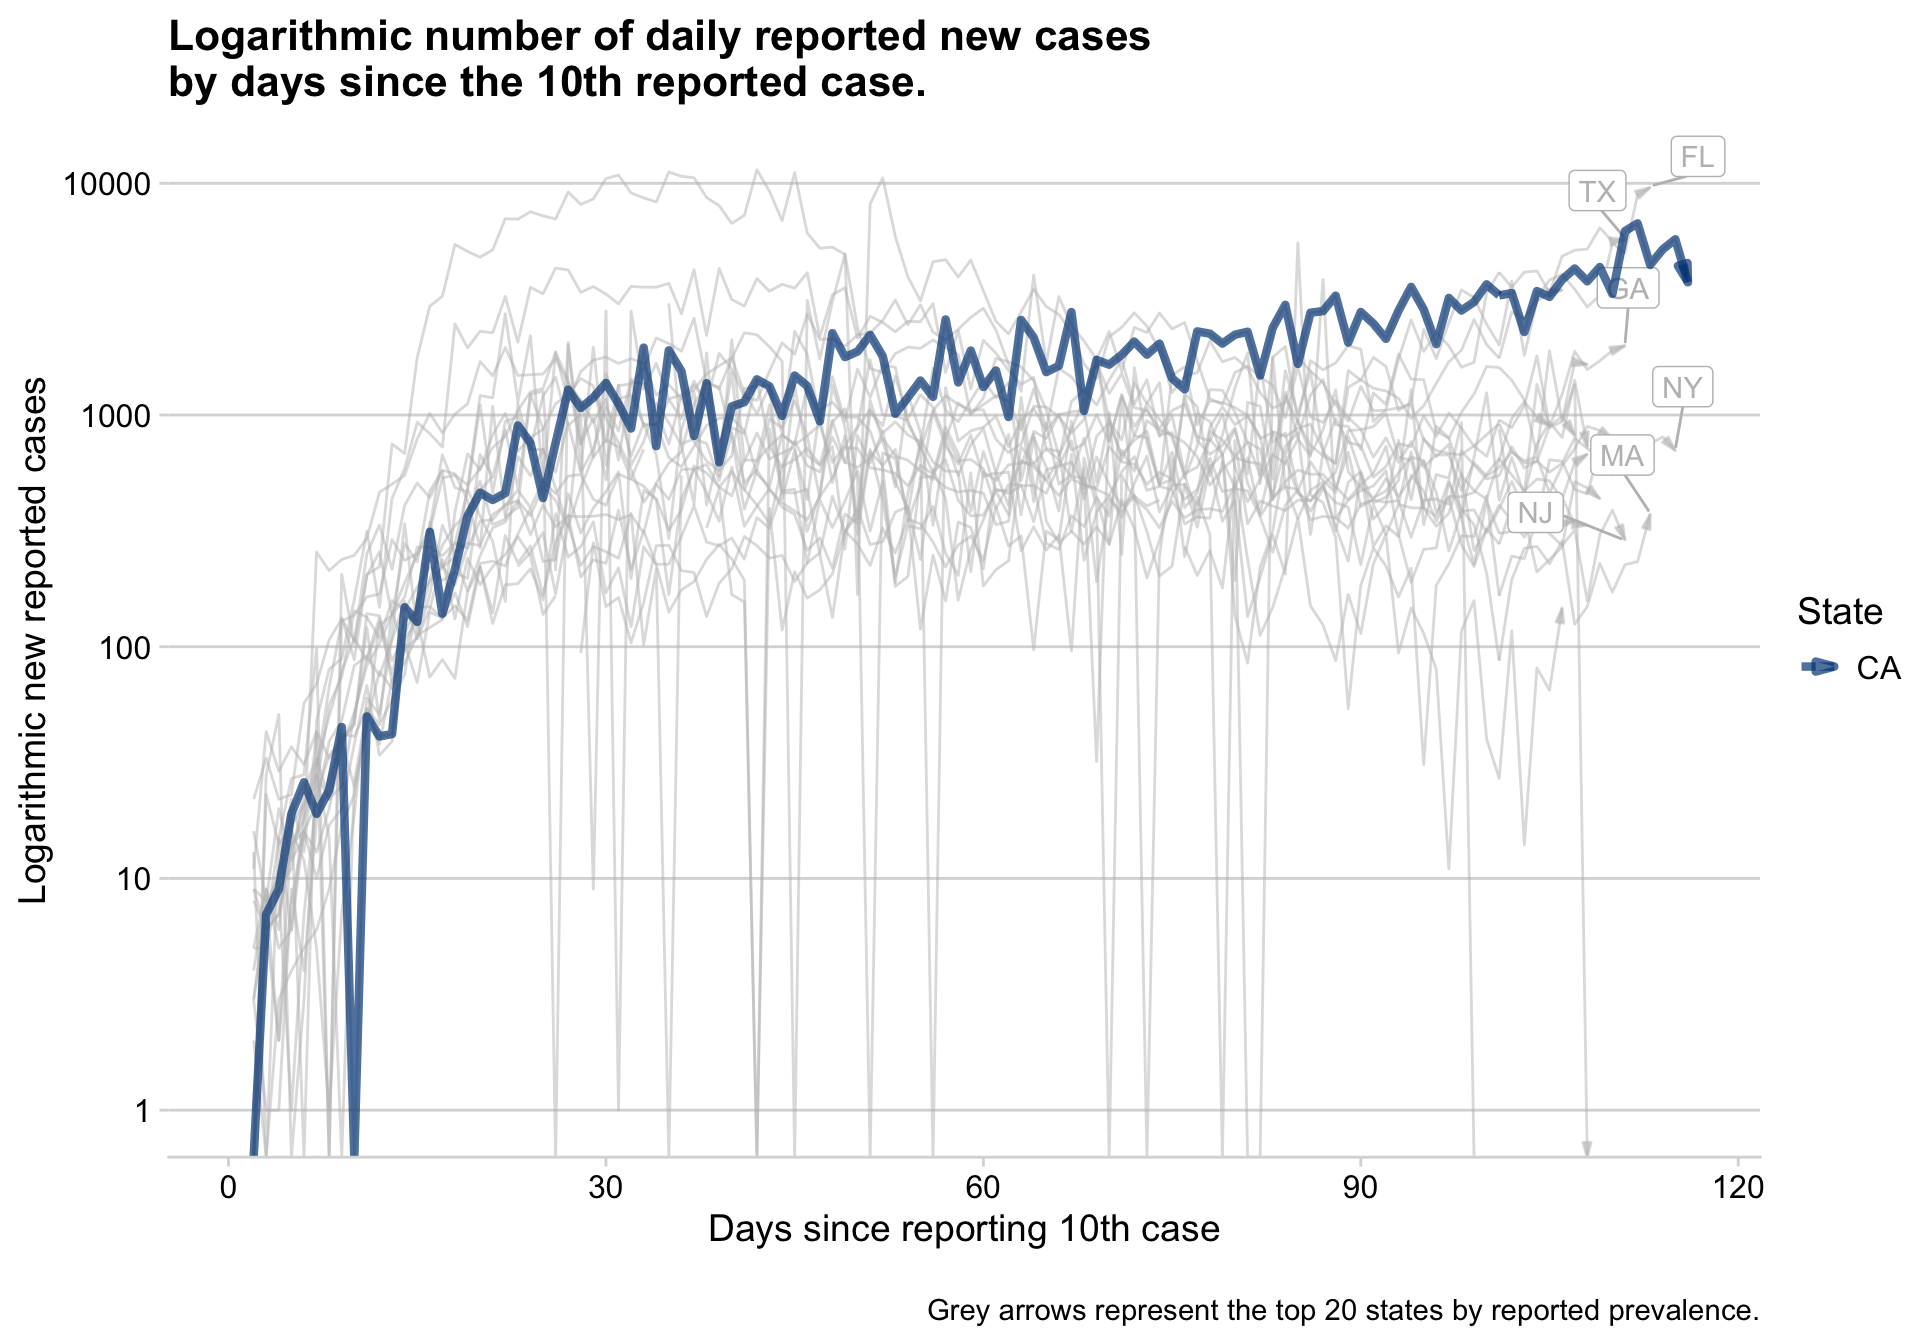 Logarithmic number of daily reported new cases
by days since the 10th reported case.
Logarithmic new reported cases
10000
1000
100
10
1
FL
TX
GA
NY
MA
NJ
State
CA
0
30
60
90
120
Days since reporting 10th case
Grey arrows represent the top 20 states by reported prevalence.